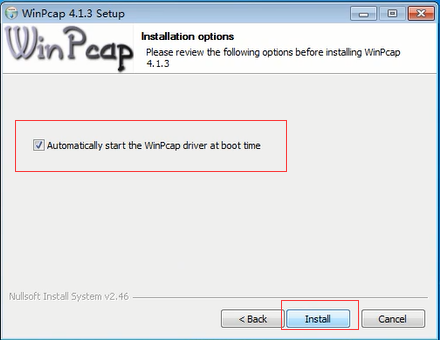 WinPcap 4.1.3 Setup
WinPcap
Installation options
Please review the following options before installing WinPcap
4.1.3
Automatically start the WinPcap driver at boot time
Nullsoft Install System v2.46
< Back
Install
Cancel